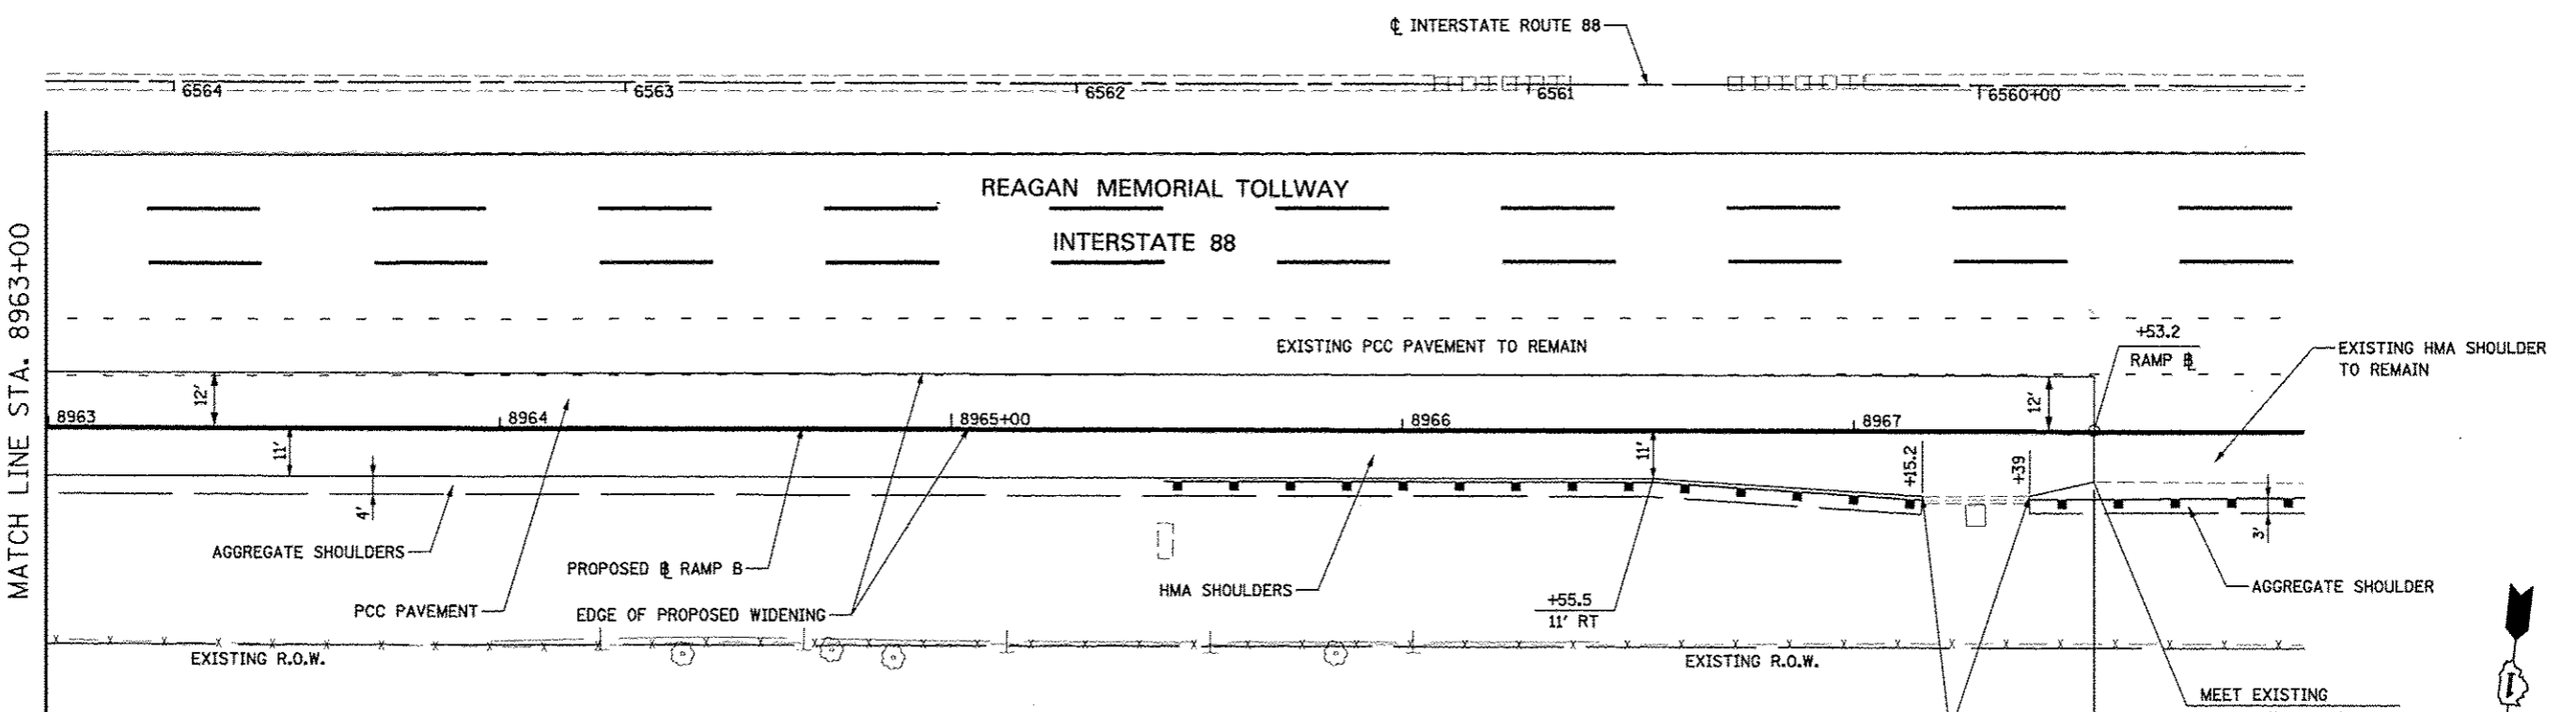 ℄ INTERSTATE ROUTE 88
6564
6563
6562
6561
6560+00
REAGAN MEMORIAL TOLLWAY
INTERSTATE 88
MATCH LINE STA. 8963+00
EXISTING PCC PAVEMENT TO REMAIN
+53.2
RAMP ℄
EXISTING HMA SHOULDER
TO REMAIN
12'
12'
8963
8964
8965+00
8966
8967
11'
11'
+15.2
+39
4'
3'
AGGREGATE SHOULDERS
PROPOSED ℄ RAMP B
HMA SHOULDERS
AGGREGATE SHOULDER
PCC PAVEMENT
EDGE OF PROPOSED WIDENING
+55.5
11' RT
EXISTING R.O.W.
EXISTING R.O.W.
MEET EXISTING